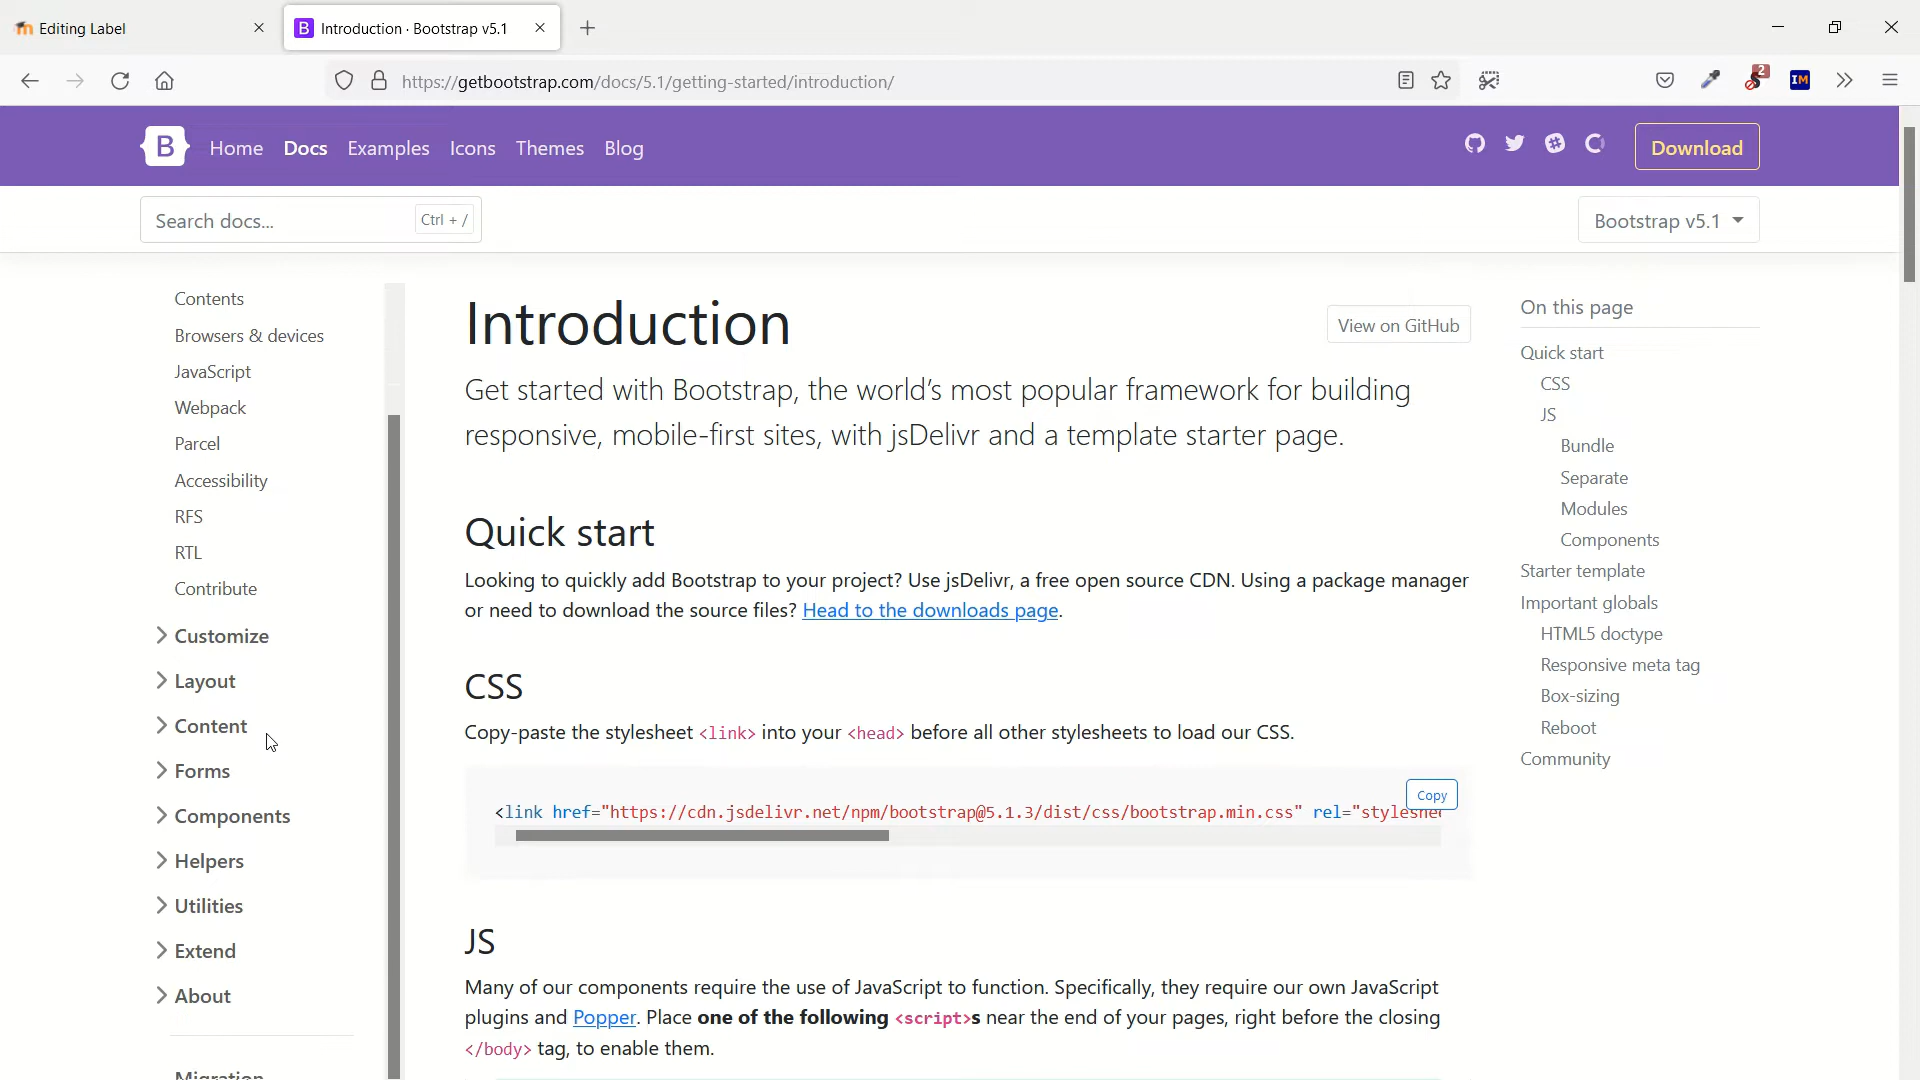 Editing Label
Introduction · Bootstrap v5.1
https://getbootstrap.com/docs/5.1/getting-started/introduction/
2
IM
B
Home
Docs
Examples
Icons
Themes
Blog
Download
Search docs...
Ctrl + /
Bootstrap v5.1
Contents
Browsers & devices
JavaScript
Webpack
Parcel
Accessibility
RFS
RTL
Contribute
Customize
Layout
Content
Forms
Components
Helpers
Utilities
Extend
About
Migration
Introduction
View on GitHub
Get started with Bootstrap, the world’s most popular framework for building
responsive, mobile-first sites, with jsDelivr and a template starter page.
Quick start
Looking to quickly add Bootstrap to your project? Use jsDelivr, a free open source CDN. Using a package manager
or need to download the source files? Head to the downloads page.
CSS
Copy-paste the stylesheet <link> into your <head> before all other stylesheets to load our CSS.
Copy
<link href="https://cdn.jsdelivr.net/npm/bootstrap@5.1.3/dist/css/bootstrap.min.css" rel="styleshe
JS
Many of our components require the use of JavaScript to function. Specifically, they require our own JavaScript
plugins and Popper. Place one of the following <script>s near the end of your pages, right before the closing
</body> tag, to enable them.
On this page
Quick start
CSS
JS
Bundle
Separate
Modules
Components
Starter template
Important globals
HTML5 doctype
Responsive meta tag
Box-sizing
Reboot
Community